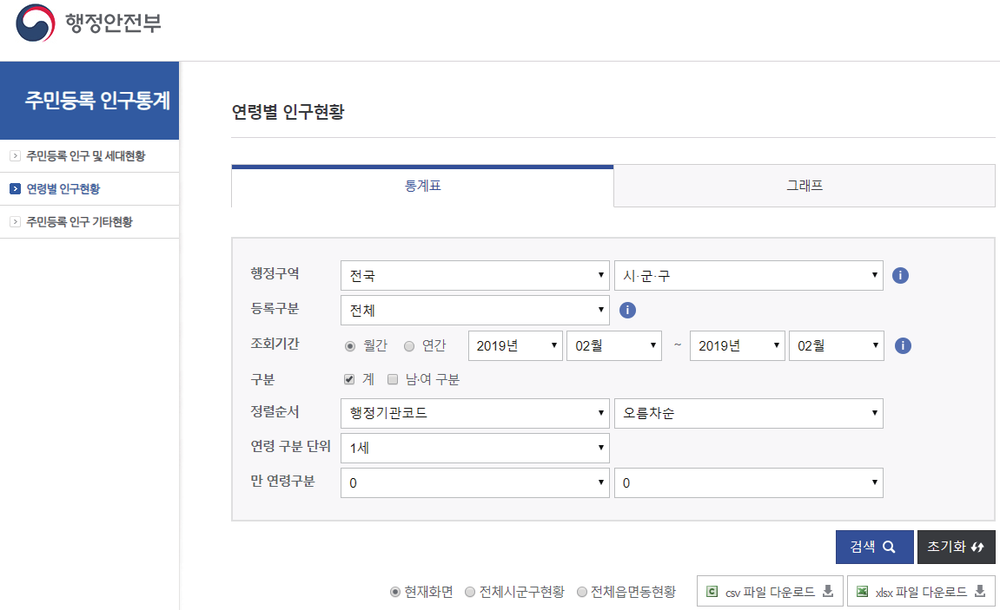 행정안전부
주민등록 인구통계
주민등록 인구 및 세대현황
연령별 인구현황
주민등록 인구 기타현황
연령별 인구현황
통계표 그래프
행정구역 전국 시·군·구
등록구분 전체
조회기간 월간 연간 2019년 02월 ~ 2019년 02월
구분 계 남·여 구분
정렬순서 행정기관코드 오름차순
연령 구분 단위 1세
만 연령구분 0 0
검색 초기화
현재화면 전체시군구현황 전체읍면동현황 csv 파일 다운로드 xlsx 파일 다운로드